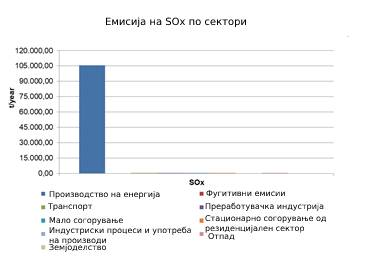 Емисија на SOx по сектори
120.000,00
105.000,00
90.000,00
75.000,00
60.000,00
45.000,00
30.000,00
15.000,00
0,00
t/year
SOx
Производство на енергија
Фугитивни емисии
Транспорт
Преработувачка индустрија
Мало согорување
Стационарно согорување од
резиденцијален сектор
Индустриски процеси и употреба
на производи
Отпад
Земјоделство